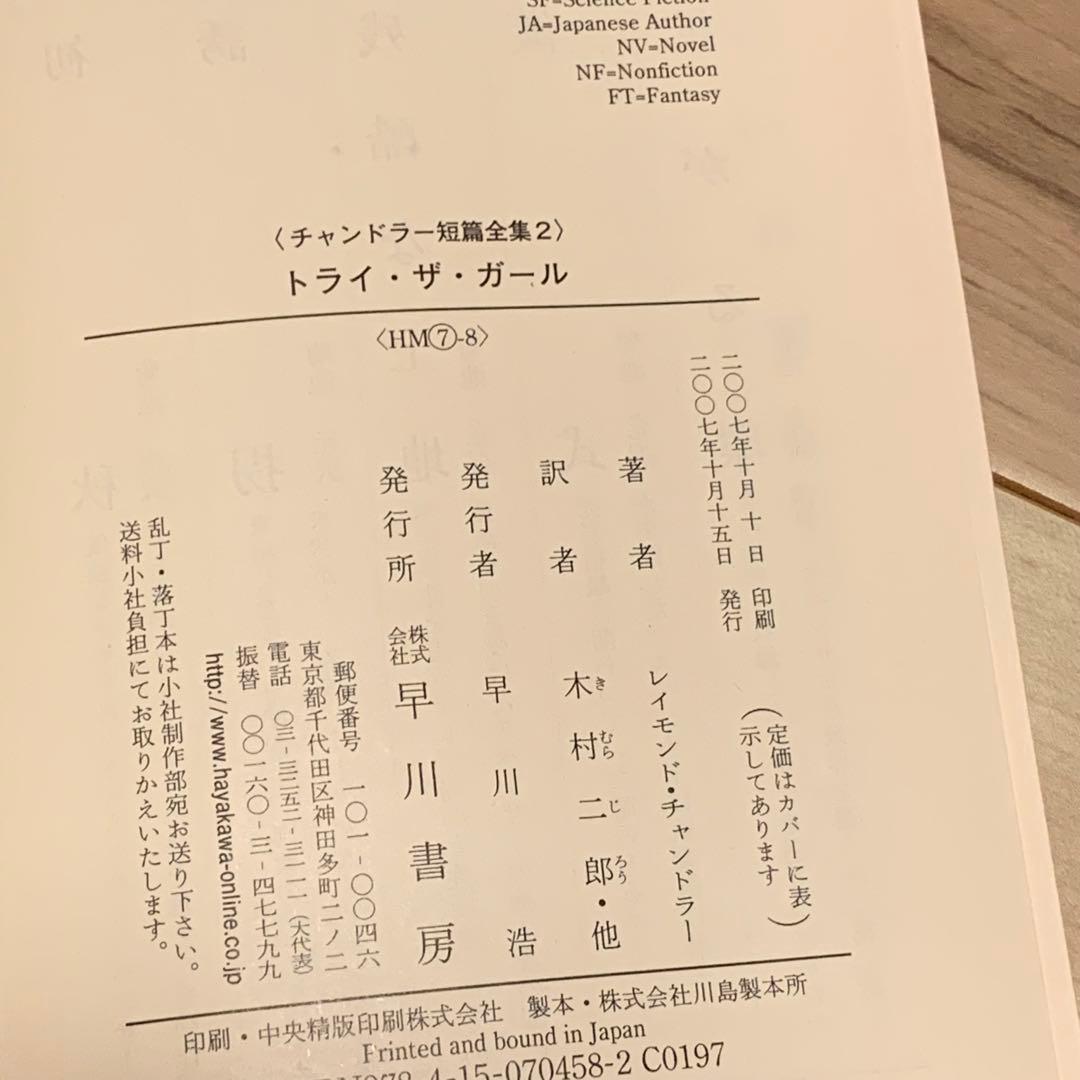 SF=Science Fiction
JA=Japanese Author
NV=Novel
NF=Nonfiction
FT=Fantasy
〈チャンドラー短篇全集2〉
トライ・ザ・ガール
〈HM⑦-8〉
二〇〇七年十月 十 日 印刷
二〇〇七年十月十五日 発行
(定価はカバーに表示してあります)
著者 レイモンド・チャンドラー
訳者 木村二郎・他
き むら じ ろう
発行者 早川 浩
発行所 株式会社 早川書房
郵便番号 一〇一-〇〇四六
東京都千代田区神田多町二ノ二
電話 〇三-三二五二-三一一一(大代表)
振替 〇〇一六〇-三-四七七九九
http://www.hayakawa-online.co.jp
乱丁・落丁本は小社制作部宛お送り下さい。
送料小社負担にてお取りかえいたします。
印刷・中央精版印刷株式会社 製本・株式会社川島製本所
Printed and bound in Japan
978-4-15-070458-2 C0197